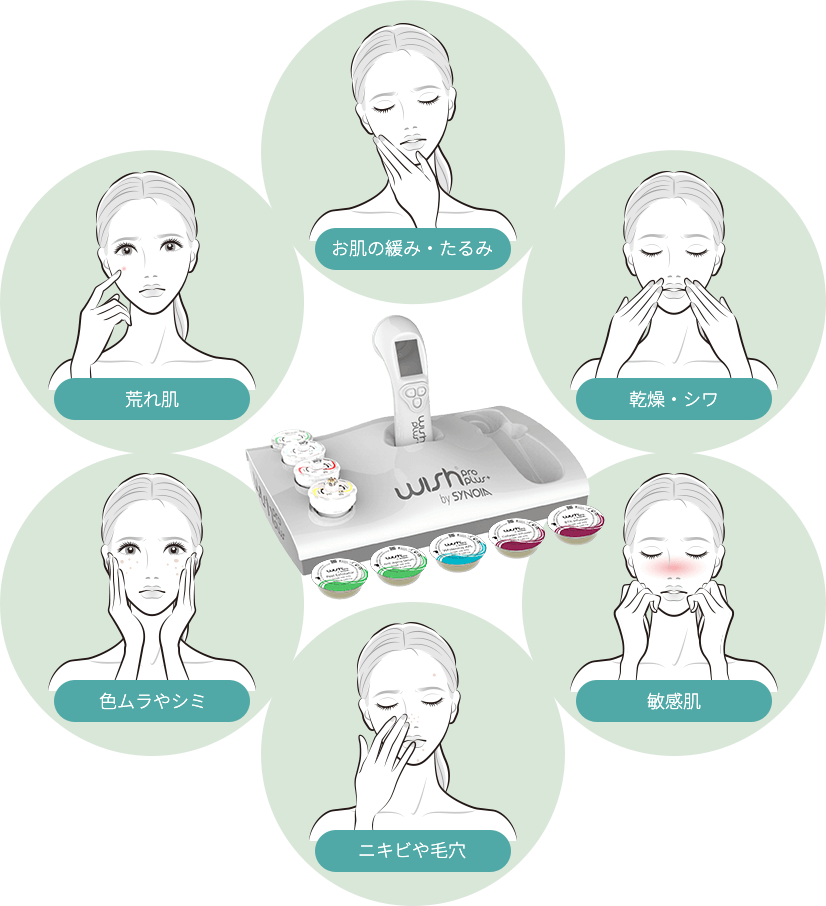 お肌の緩み・たるみ
荒れ肌
乾燥・シワ
wish pro
plus+
by SYNOIA
色ムラやシミ
敏感肌
ニキビや毛穴